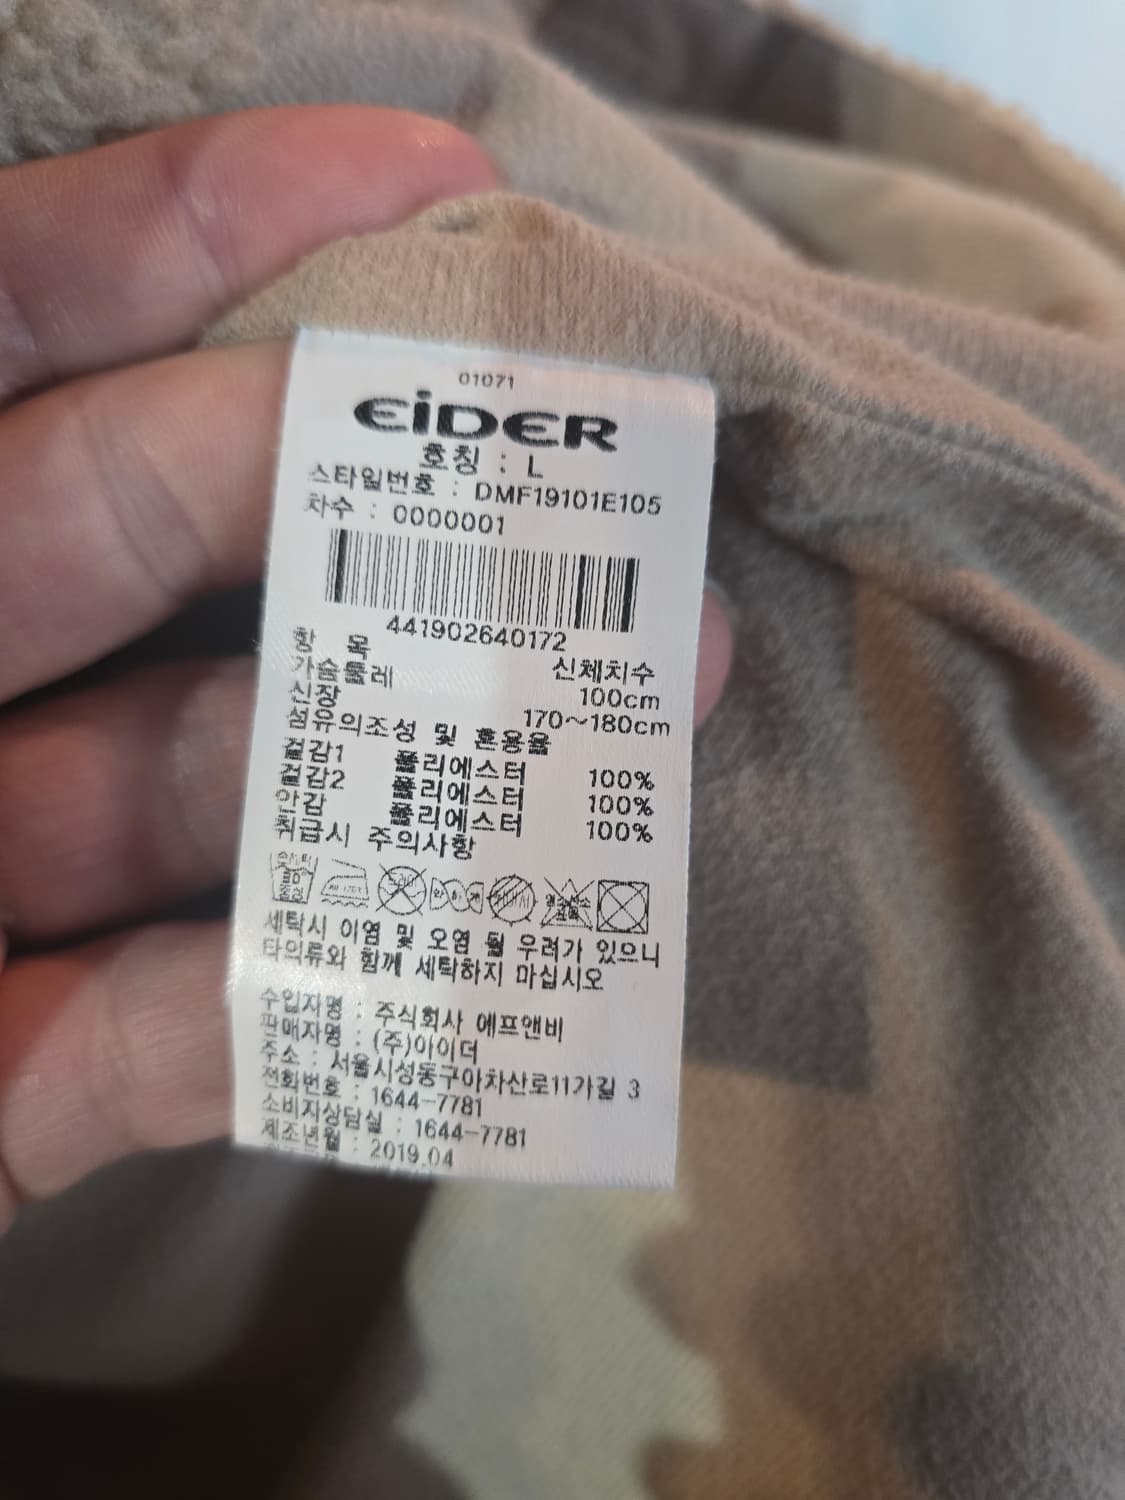 01071
EiDER
호칭 : L
스타일번호 : DMF19101E105
차수 : 0000001
441902640172
항 목 신체치수
가슴둘레 100cm
신장 170~180cm
섬유의조성 및 혼용율
겉감1 폴리에스터 100%
겉감2 폴리에스터 100%
안감 폴리에스터 100%
취급시 주의사항
세탁시 이염 및 오염 될 우려가 있으니
타의류와 함께 세탁하지 마십시오
수입자명 : 주식회사 에프앤비
판매자명 : (주)아이더
주소 : 서울시성동구아차산로11가길 3
전화번호 : 1644-7781
소비자상담실 : 1644-7781
제조년월 : 2019.04